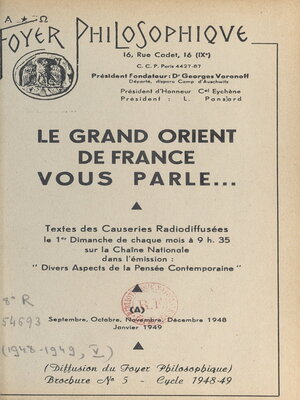 A ★ Ω
FOYER PHILOSOPHIQUE
16, Rue Cadet, 16 (IXe)
C. C. P. Paris 4427-87
Président Fondateur : Dr Georges Voronoff
Déporté, disparu Camp d'Auschwitz
Président d'Honneur Cel Eychène
Président : L. Ponsard
LE GRAND ORIENT
DE FRANCE
VOUS PARLE...
Textes des Causeries Radiodiffusées
le 1er Dimanche de chaque mois à 9 h. 35
sur la Chaîne Nationale
dans l'émission :
" Divers Aspects de la Pensée Contemporaine "
(A)
8° R
54693
(1948-1949, V)
Septembre, Octobre, Novembre, Décembre 1948
Janvier 1949
(Diffusion du Foyer Philosophique)
Brochure N° 5 - Cycle 1948-49